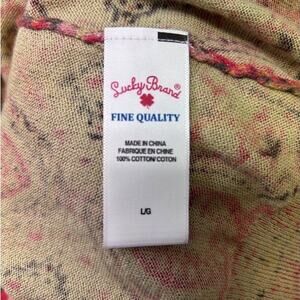 Lucky Brand®
FINE QUALITY
MADE IN CHINA
FABRIQUE EN CHINE
100% COTTON/COTON
L/G